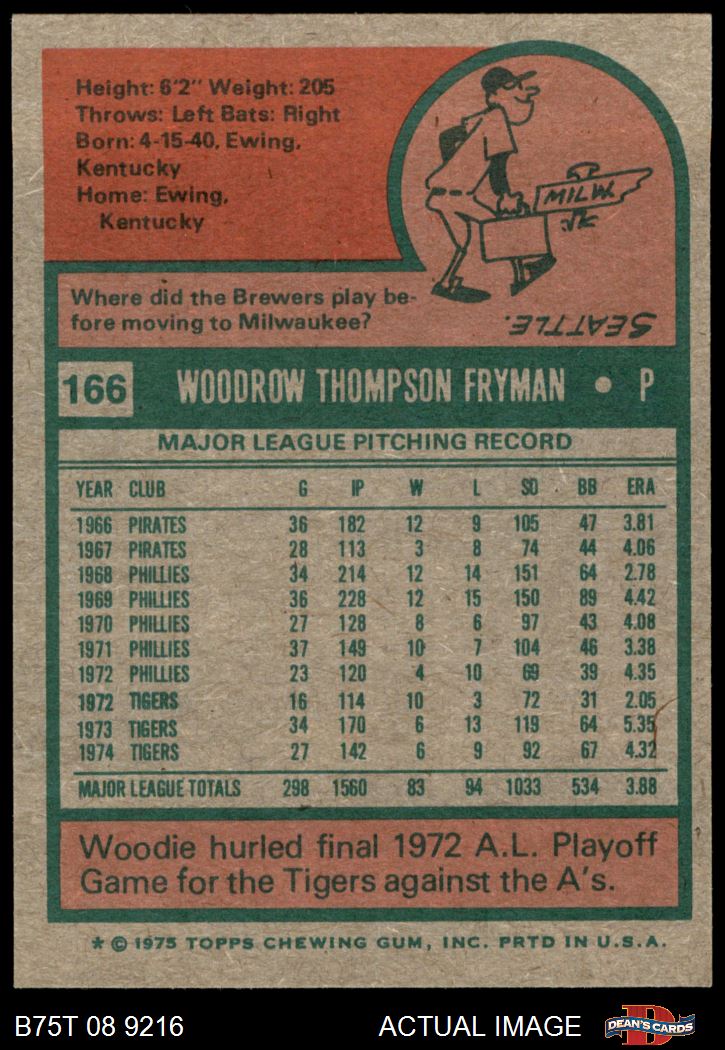 Height: 6'2" Weight: 205
Throws: Left Bats: Right
Born: 4-15-40, Ewing,
Kentucky
Home: Ewing,
Kentucky
MILW.
Where did the Brewers play be-
fore moving to Milwaukee?
SEATTLE.
166 WOODROW THOMPSON FRYMAN • P
MAJOR LEAGUE PITCHING RECORD
YEAR CLUB G IP W L SO BB ERA
1966 PIRATES 36 182 12 9 105 47 3.81
1967 PIRATES 28 113 3 8 74 44 4.06
1968 PHILLIES 34 214 12 14 151 64 2.78
1969 PHILLIES 36 228 12 15 150 89 4.42
1970 PHILLIES 27 128 8 6 97 43 4.08
1971 PHILLIES 37 149 10 7 104 46 3.38
1972 PHILLIES 23 120 4 10 69 39 4.35
1972 TIGERS 16 114 10 3 72 31 2.05
1973 TIGERS 34 170 6 13 119 64 5.35
1974 TIGERS 27 142 6 9 92 67 4.32
MAJOR LEAGUE TOTALS 298 1560 83 94 1033 534 3.88
Woodie hurled final 1972 A.L. Playoff
Game for the Tigers against the A's.
* © 1975 TOPPS CHEWING GUM, INC. PRTD IN U.S.A.
B75T 08 9216 ACTUAL IMAGE DEAN'S CARDS